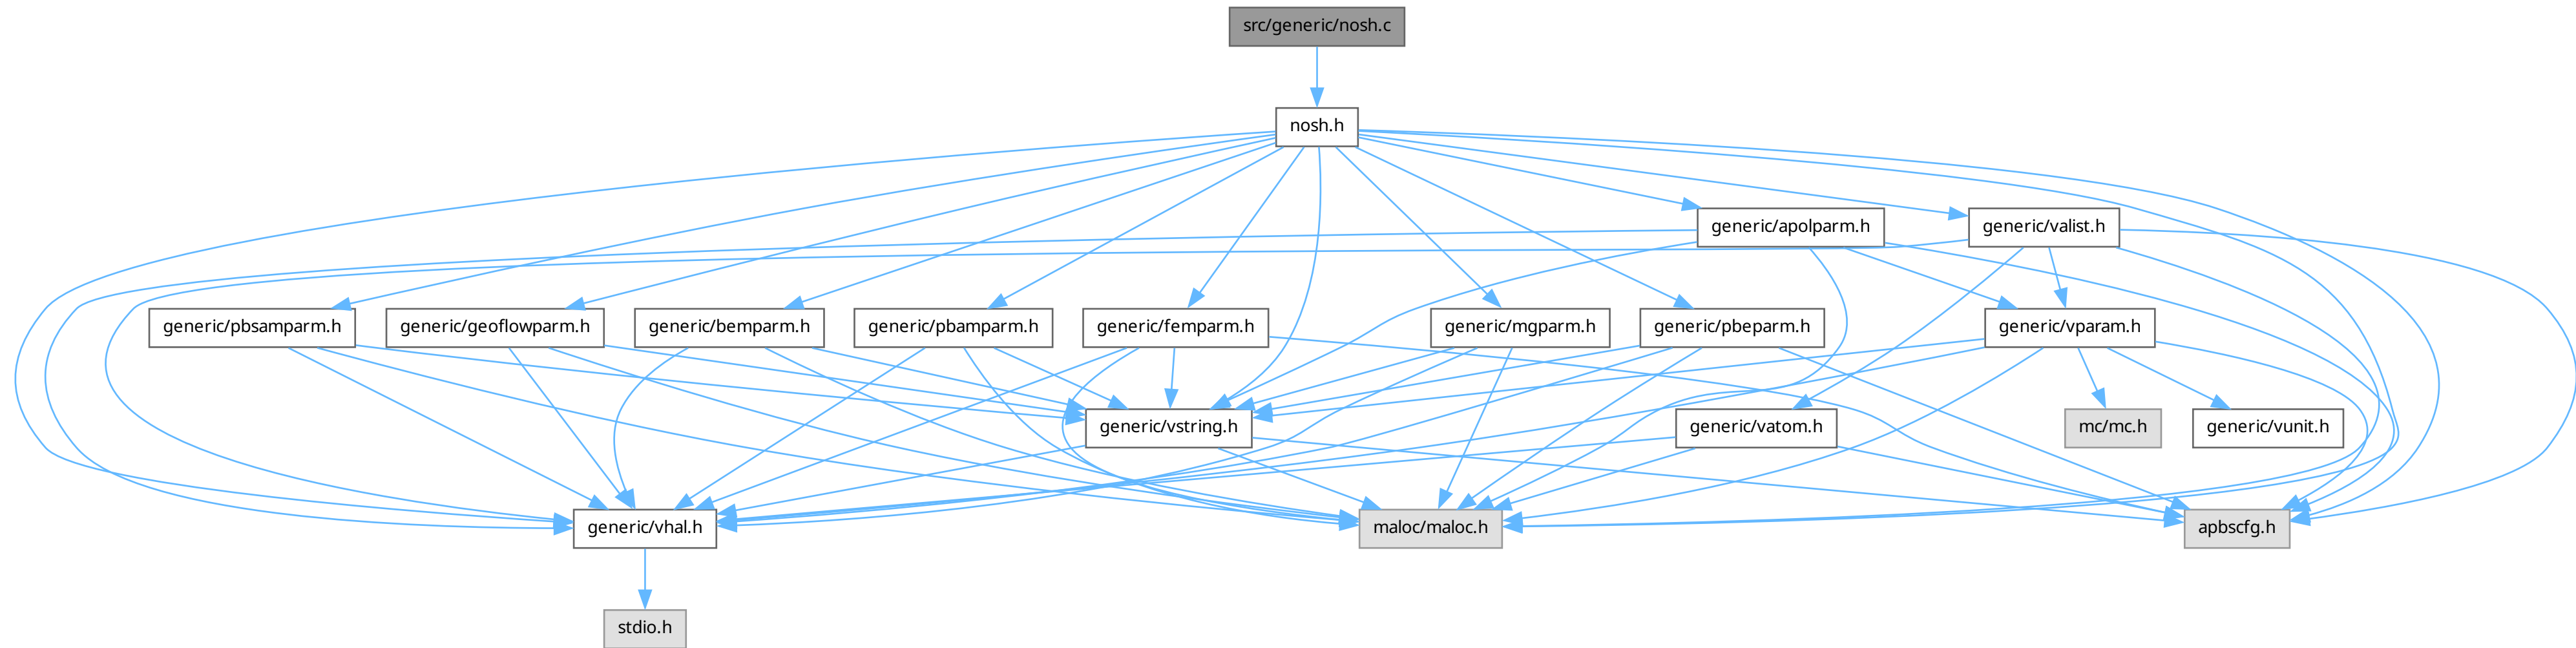 src/generic/nosh.c
nosh.h
generic/apolparm.h
generic/valist.h
generic/pbsamparm.h
generic/geoflowparm.h
generic/bemparm.h
generic/pbamparm.h
generic/femparm.h
generic/mgparm.h
generic/pbeparm.h
generic/vparam.h
generic/vstring.h
generic/vatom.h
mc/mc.h
generic/vunit.h
generic/vhal.h
maloc/maloc.h
apbscfg.h
stdio.h